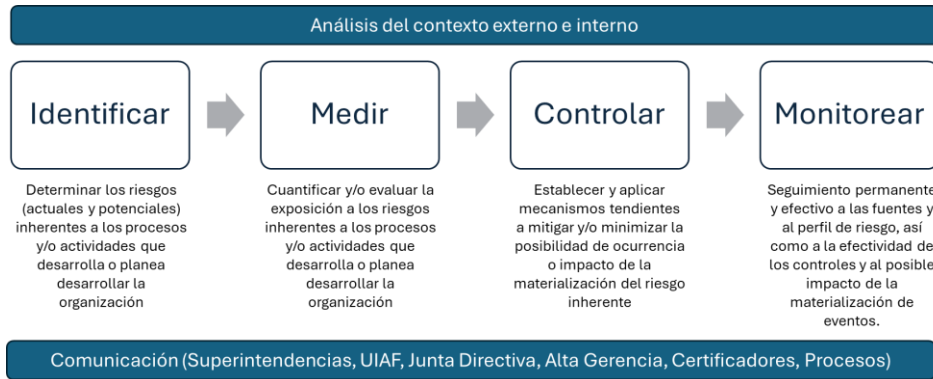 Análisis del contexto externo e interno
Identificar
Medir
Controlar
Monitorear
Determinar los riesgos
(actuales y potenciales)
inherentes a los procesos
y/o actividades que
desarrolla o planea
desarrollar la
organización
Cuantificar y/o evaluar la
exposición a los riesgos
inherentes a los procesos
y/o actividades que
desarrolla o planea
desarrollar la
organización
Establecer y aplicar
mecanismos tendientes
a mitigar y/o minimizar la
posibilidad de ocurrencia
o impacto de la
materialización del riesgo
inherente
Seguimiento permanente
y efectivo a las fuentes y
al perfil de riesgo, así
como a la efectividad de
los controles y al posible
impacto de la
materialización de
eventos.
Comunicación (Superintendencias, UIAF, Junta Directiva, Alta Gerencia, Certificadores, Procesos)